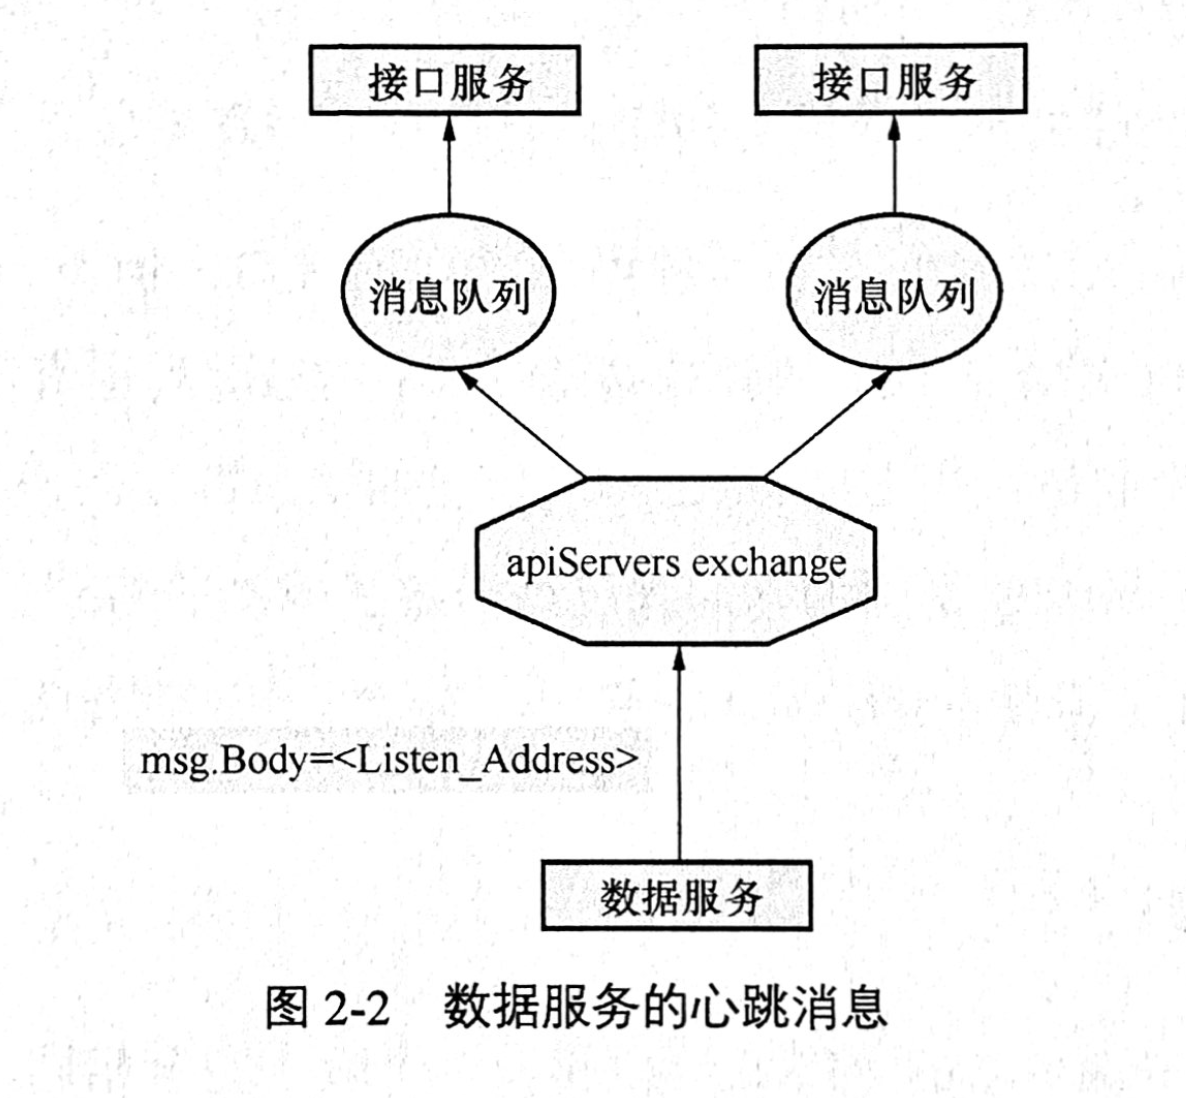 接口服务
接口服务
消息队列
消息队列
apiServers exchange
msg.Body=<Listen_Address>
数据服务
图 2-2 数据服务的心跳消息